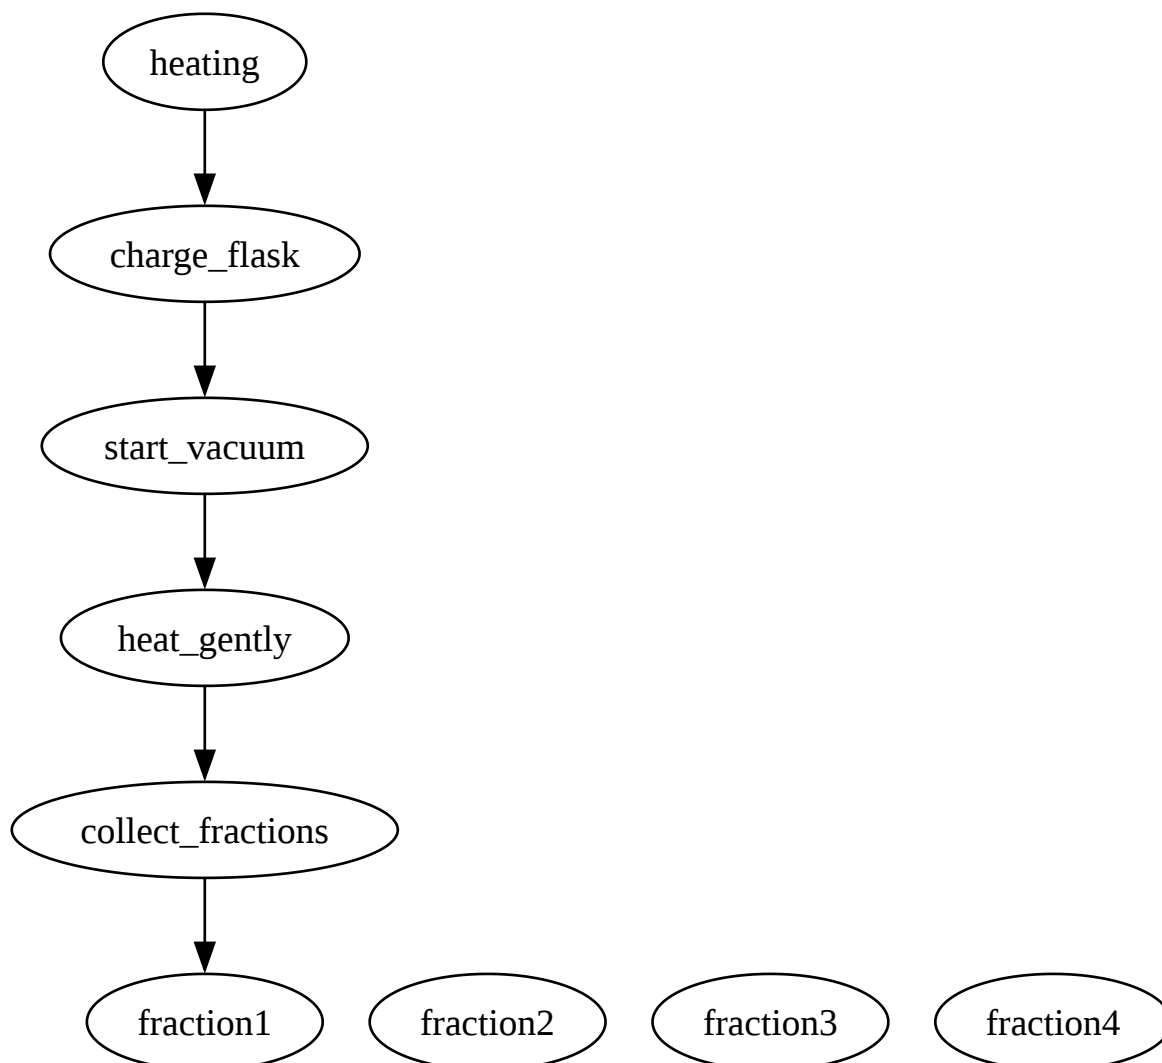 heating
charge_flask
start_vacuum
heat_gently
collect_fractions
fraction1
fraction2
fraction3
fraction4